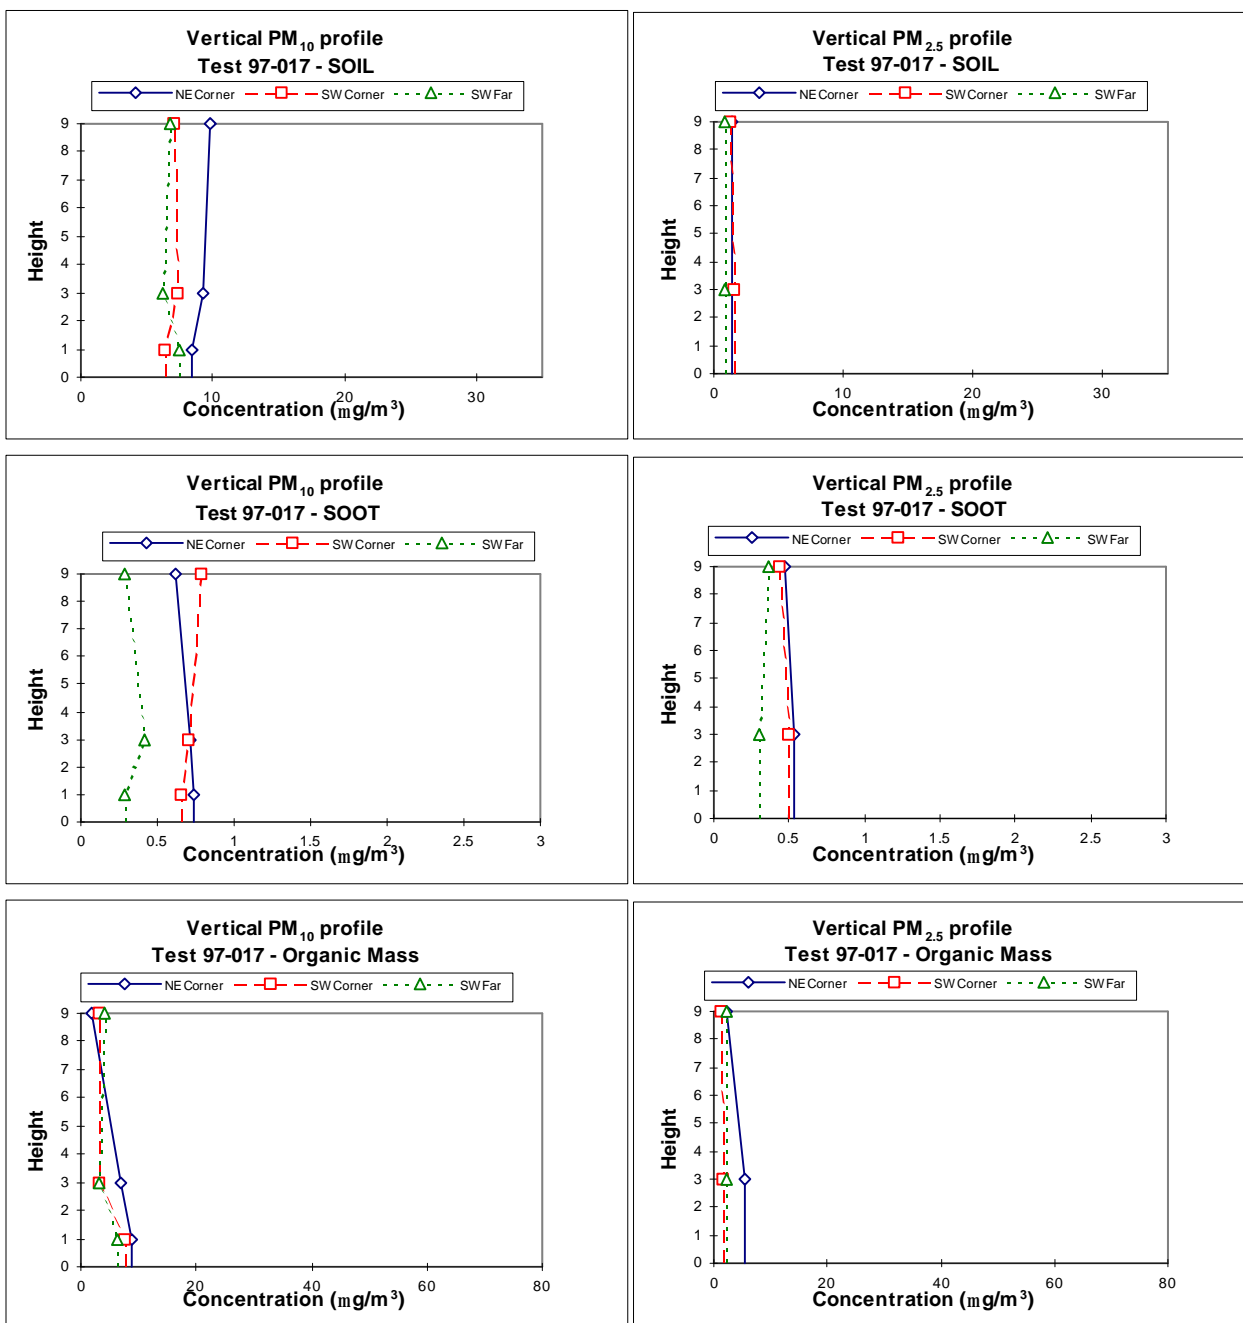 Vertical PM10 profile
Test 97-017 - SOIL
NE Corner SW Corner SW Far
9
8
7
6
5
4
3
2
1
0
Height
0 10 20 30
Concentration (mg/m³)
Vertical PM2.5 profile
Test 97-017 - SOIL
NE Corner SW Corner SW Far
9
8
7
6
5
4
3
2
1
0
Height
0 10 20 30
Concentration (mg/m³)
Vertical PM10 profile
Test 97-017 - SOOT
NE Corner SW Corner SW Far
9
8
7
6
5
4
3
2
1
0
Height
0 0.5 1 1.5 2 2.5 3
Concentration (mg/m³)
Vertical PM2.5 profile
Test 97-017 - SOOT
NE Corner SW Corner SW Far
9
8
7
6
5
4
3
2
1
0
Height
0 0.5 1 1.5 2 2.5 3
Concentration (mg/m³)
Vertical PM10 profile
Test 97-017 - Organic Mass
NE Corner SW Corner SW Far
9
8
7
6
5
4
3
2
1
0
Height
0 20 40 60 80
Concentration (mg/m³)
Vertical PM2.5 profile
Test 97-017 - Organic Mass
NE Corner SW Corner SW Far
9
8
7
6
5
4
3
2
1
0
Height
0 20 40 60 80
Concentration (mg/m³)